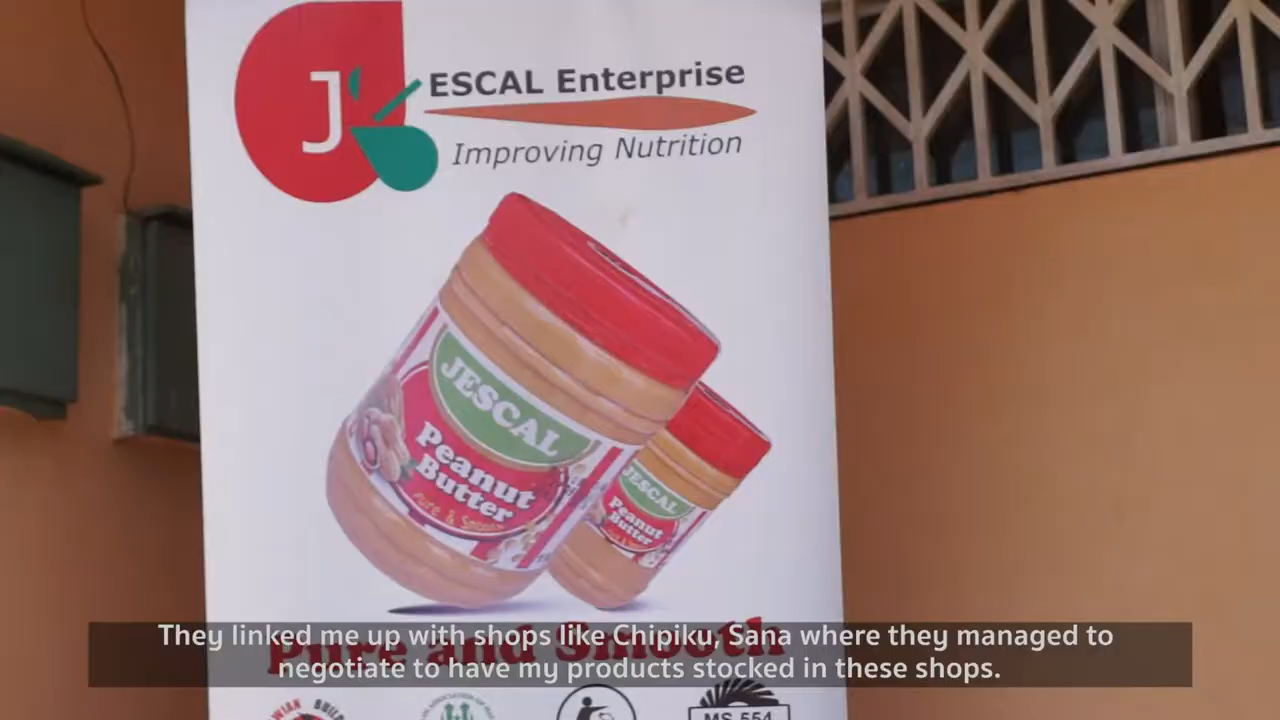 J
ESCAL Enterprise
Improving Nutrition
JESCAL
Peanut
Butter
Pure & Smooth
JESCAL
Peanut
Butter
Pure and Smooth
They linked me up with shops like Chipiku, Sana where they managed to
negotiate to have my products stocked in these shops.
MS 554